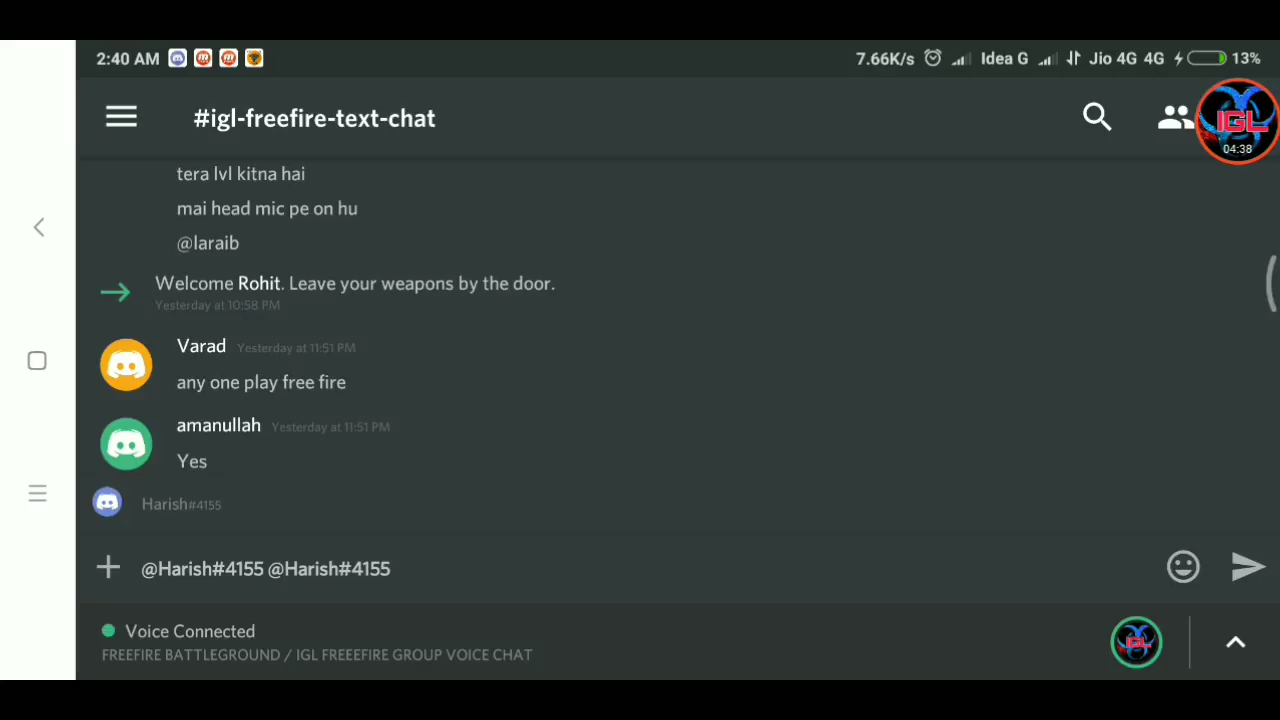 2:40 AM 7.66K/s Idea G Jio 4G 4G 13%
#igl-freefire-text-chat
IGL
04:38
tera lvl kitna hai
mai head mic pe on hu
@laraib
Welcome Rohit. Leave your weapons by the door.
Yesterday at 10:58 PM
Varad Yesterday at 11:51 PM
any one play free fire
amanullah Yesterday at 11:51 PM
Yes
Harish#4155
@Harish#4155 @Harish#4155
Voice Connected
FREEFIRE BATTLEGROUND / IGL FREEEFIRE GROUP VOICE CHAT
IGL